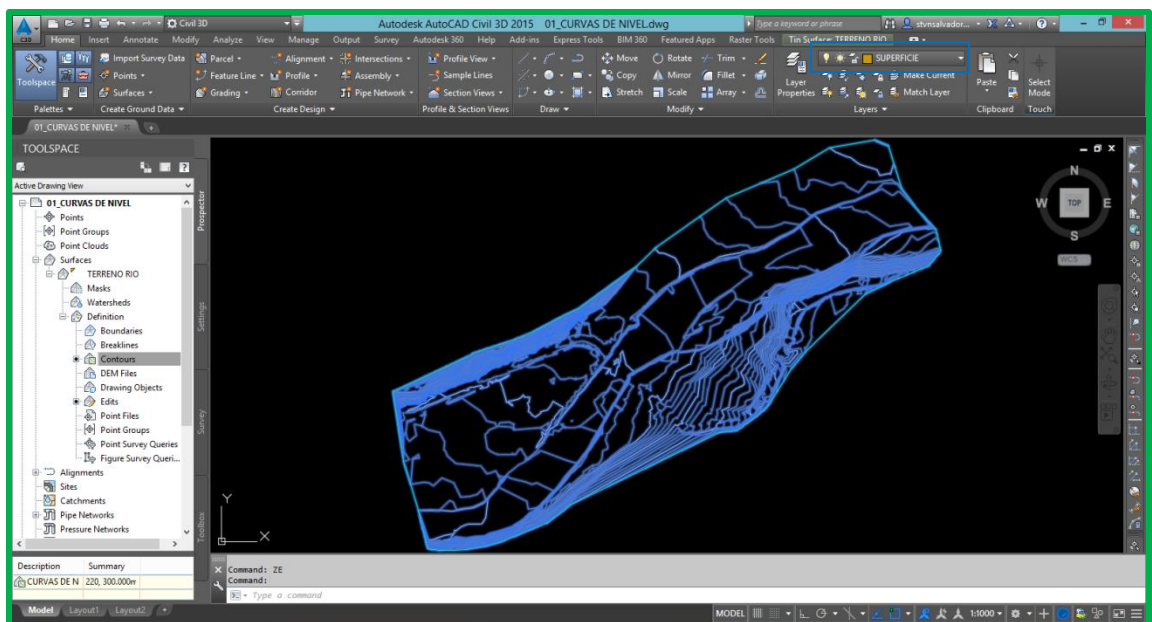 Civil 3D
Autodesk AutoCAD Civil 3D 2015 01_CURVAS DE NIVEL.dwg
Type a keyword or phrase
stvnsalvador...
Home Insert Annotate Modify Analyze View Manage Output Survey Autodesk 360 Help Add-ins Express Tools BIM 360 Featured Apps Raster Tools Tin Surface: TERRENO RIO
Toolspace
Import Survey Data
Points
Surfaces
Parcel
Feature Line
Grading
Alignment
Profile
Corridor
Intersections
Assembly
Pipe Network
Profile View
Sample Lines
Section Views
Move
Copy
Stretch
Rotate
Mirror
Scale
Trim
Fillet
Array
Layer
Properties
SUPERFICIE
Make Current
Match Layer
Paste
Select
Mode
Palettes Create Ground Data Create Design Profile & Section Views Draw Modify Layers Clipboard Touch
01_CURVAS DE NIVEL*
TOOLSPACE
Active Drawing View
01_CURVAS DE NIVEL
Points
Point Groups
Point Clouds
Surfaces
TERRENO RIO
Masks
Watersheds
Definition
Boundaries
Breaklines
Contours
DEM Files
Drawing Objects
Edits
Point Files
Point Groups
Point Survey Queries
Figure Survey Queri...
Alignments
Sites
Catchments
Pipe Networks
Pressure Networks
Prospector
Settings
Survey
Toolbox
Description Summary
CURVAS DE N 220, 300.000m
N
W TOP E
S
WCS
Y
X
Command: ZE
Command:
Type a command
Model Layout1 Layout2
MODEL 1:1000